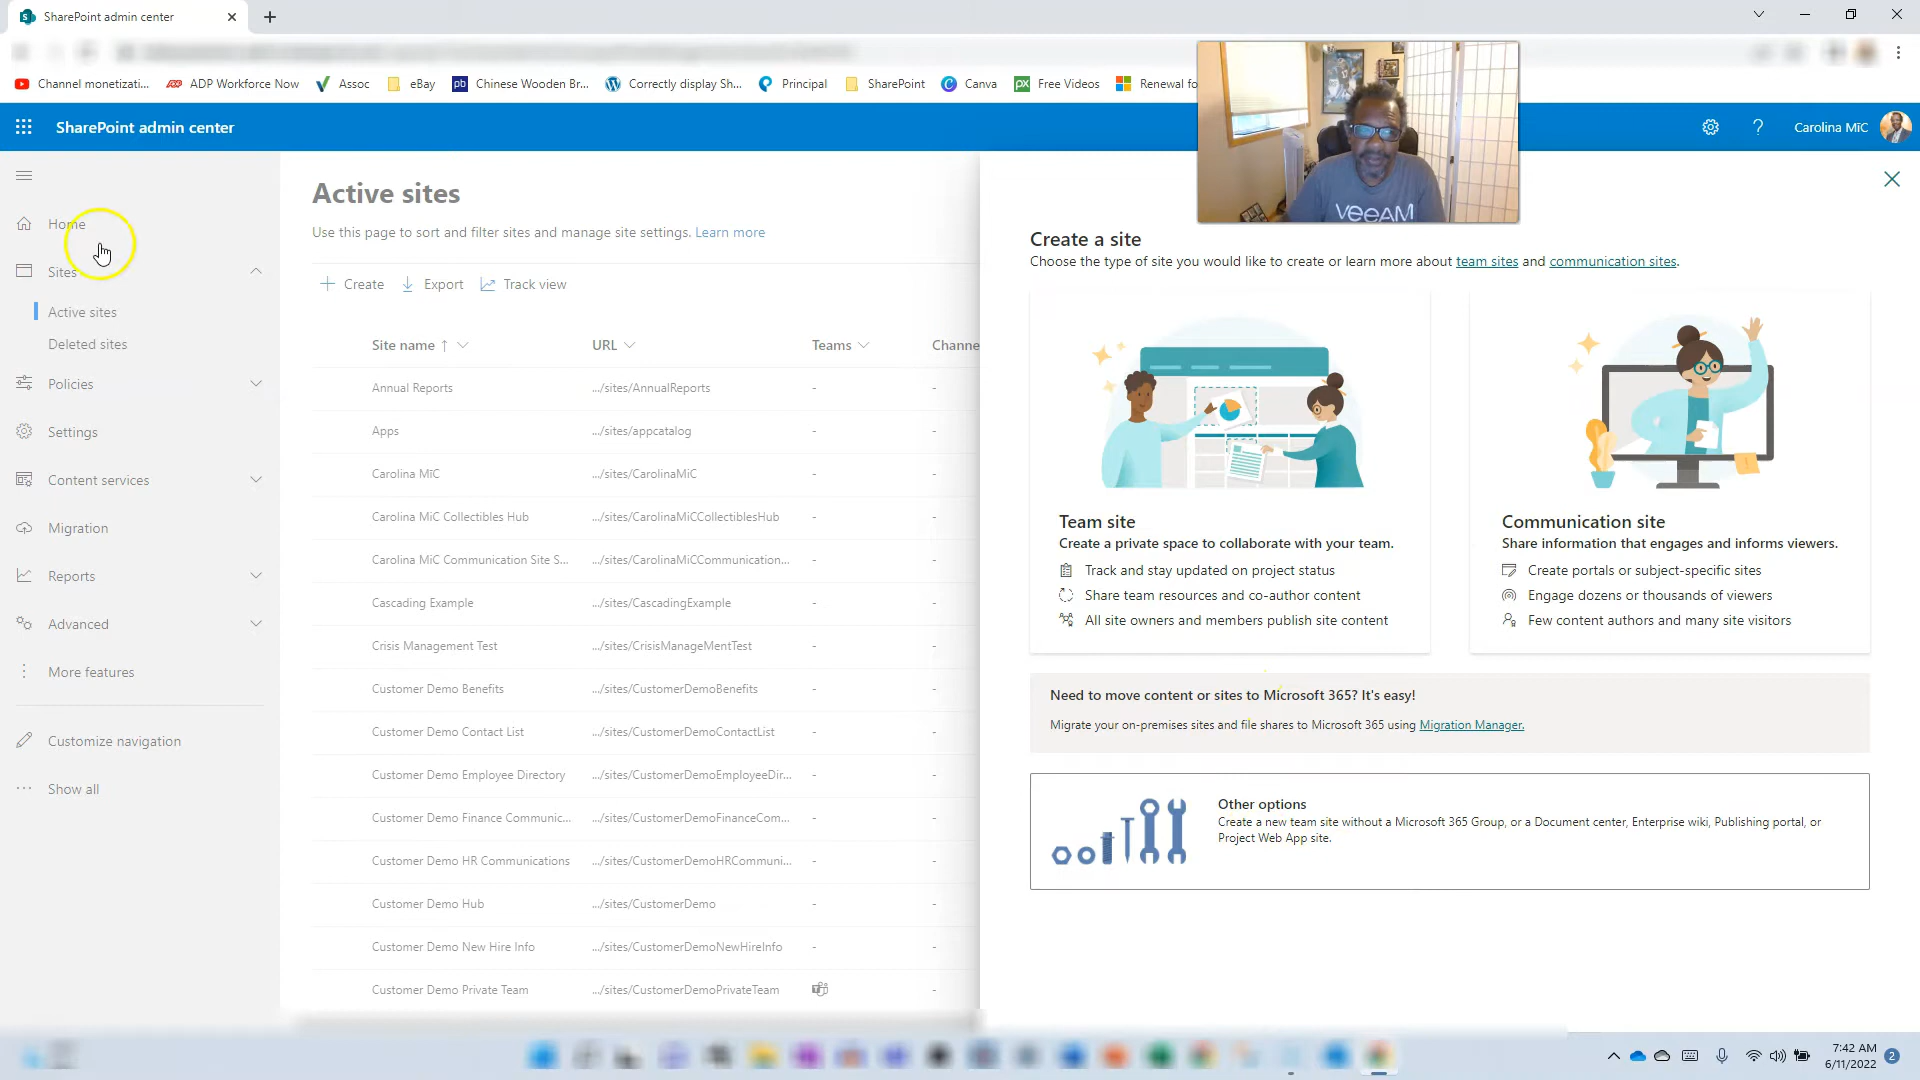 SharePoint admin center
Channel monetizati...
ADP Workforce Now
Assoc
eBay
pb
Chinese Wooden Br...
Correctly display Sh...
Principal
SharePoint
Canva
px
Free Videos
Renewal fo
SharePoint admin center
?
Carolina MiC
Home
Sites
Active sites
Deleted sites
Policies
Settings
Content services
Migration
Reports
Advanced
More features
Customize navigation
Show all
Active sites
Use this page to sort and filter sites and manage site settings. Learn more
Create
Export
Track view
Site name ↑ URL Teams Channe
Annual Reports .../sites/AnnualReports - -
Apps .../sites/appcatalog - -
Carolina MiC .../sites/CarolinaMiC - -
Carolina MiC Collectibles Hub .../sites/CarolinaMiCCollectiblesHub - -
Carolina MiC Communication Site S... .../sites/CarolinaMiCCommunication... - -
Cascading Example .../sites/CascadingExample - -
Crisis Management Test .../sites/CrisisManageMentTest - -
Customer Demo Benefits .../sites/CustomerDemoBenefits - -
Customer Demo Contact List .../sites/CustomerDemoContactList - -
Customer Demo Employee Directory .../sites/CustomerDemoEmployeeDir... - -
Customer Demo Finance Communic... .../sites/CustomerDemoFinanceCom... - -
Customer Demo HR Communications .../sites/CustomerDemoHRCommuni... - -
Customer Demo Hub .../sites/CustomerDemo - -
Customer Demo New Hire Info .../sites/CustomerDemoNewHireInfo - -
Customer Demo Private Team .../sites/CustomerDemoPrivateTeam -
veeAM
Create a site
Choose the type of site you would like to create or learn more about team sites and communication sites.
Team site
Create a private space to collaborate with your team.
Track and stay updated on project status
Share team resources and co-author content
All site owners and members publish site content
Communication site
Share information that engages and informs viewers.
Create portals or subject-specific sites
Engage dozens or thousands of viewers
Few content authors and many site visitors
Need to move content or sites to Microsoft 365? It's easy!
Migrate your on-premises sites and file shares to Microsoft 365 using Migration Manager.
Other options
Create a new team site without a Microsoft 365 Group, or a Document center, Enterprise wiki, Publishing portal, or
Project Web App site.
7:42 AM
6/11/2022
2